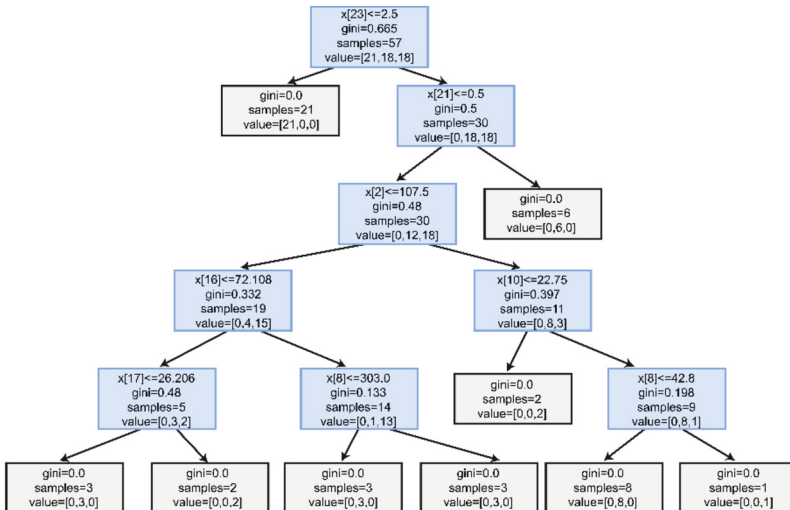 x[23]<=2.5
gini=0.665
samples=57
value=[21,18,18]
gini=0.0
samples=21
value=[21,0,0]
x[21]<=0.5
gini=0.5
samples=30
value=[0,18,18]
x[2]<=107.5
gini=0.48
samples=30
value=[0,12,18]
gini=0.0
samples=6
value=[0,6,0]
x[16]<=72.108
gini=0.332
samples=19
value=[0,4,15]
x[10]<=22.75
gini=0.397
samples=11
value=[0,8,3]
x[17]<=26.206
gini=0.48
samples=5
value=[0,3,2]
x[8]<=303.0
gini=0.133
samples=14
value=[0,1,13]
gini=0.0
samples=2
value=[0,0,2]
x[8]<=42.8
gini=0.198
samples=9
value=[0,8,1]
gini=0.0
samples=3
value=[0,3,0]
gini=0.0
samples=2
value=[0,0,2]
gini=0.0
samples=3
value=[0,3,0]
gini=0.0
samples=3
value=[0,3,0]
gini=0.0
samples=8
value=[0,8,0]
gini=0.0
samples=1
value=[0,0,1]